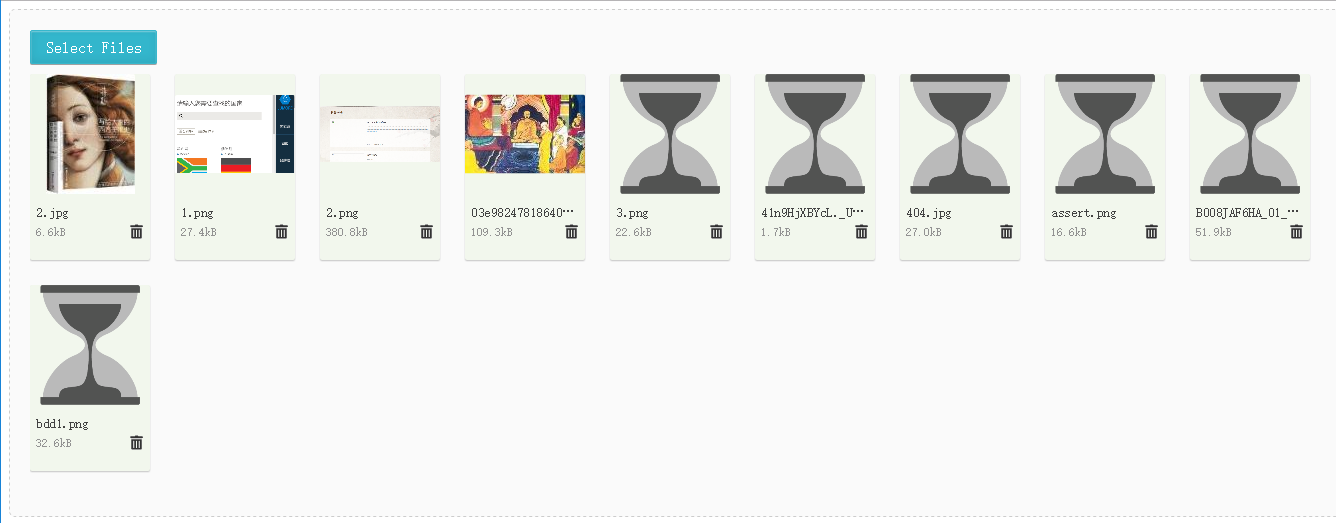 Select Files
2.jpg
6.6kB
1.png
27.4kB
2.png
380.8kB
03e98247818640···
109.3kB
3.png
22.6kB
41n9HjXBYcL._U···
1.7kB
404.jpg
27.0kB
assert.png
16.6kB
B008JAF6HA_01_···
51.9kB
bdd1.png
32.6kB